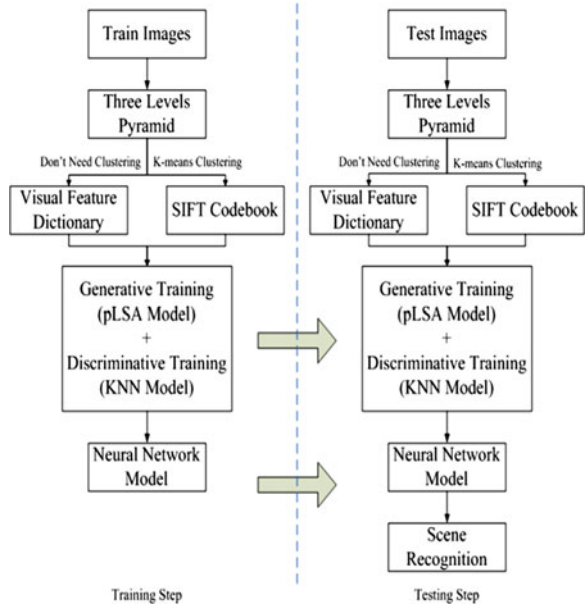 Train Images
Three Levels
Pyramid
Don't Need Clustering
K-means Clustering
Visual Feature
Dictionary
SIFT Codebook
Generative Training
(pLSA Model)
+
Discriminative Training
(KNN Model)
Neural Network
Model
Training Step
Test Images
Three Levels
Pyramid
Don't Need Clustering
K-means Clustering
Visual Feature
Dictionary
SIFT Codebook
Generative Training
(pLSA Model)
+
Discriminative Training
(KNN Model)
Neural Network
Model
Scene
Recognition
Testing Step